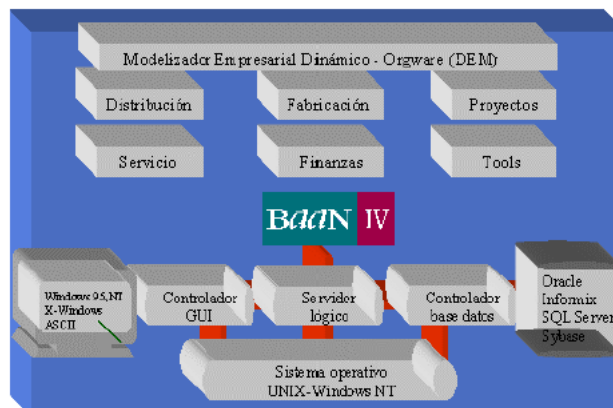 Modelizador Empresarial Dinámico - Orgware (DEM)
Distribución
Fabricación
Proyectos
Servicio
Finanzas
Tools
BaaN IV
Windows 95,NT
X-Windows
ASCII
Controlador
GUI
Servidor
lógico
Controlador
base datos
Oracle
Informix
SQL Server
Sybase
Sistema operativo
UNIX-Windows NT